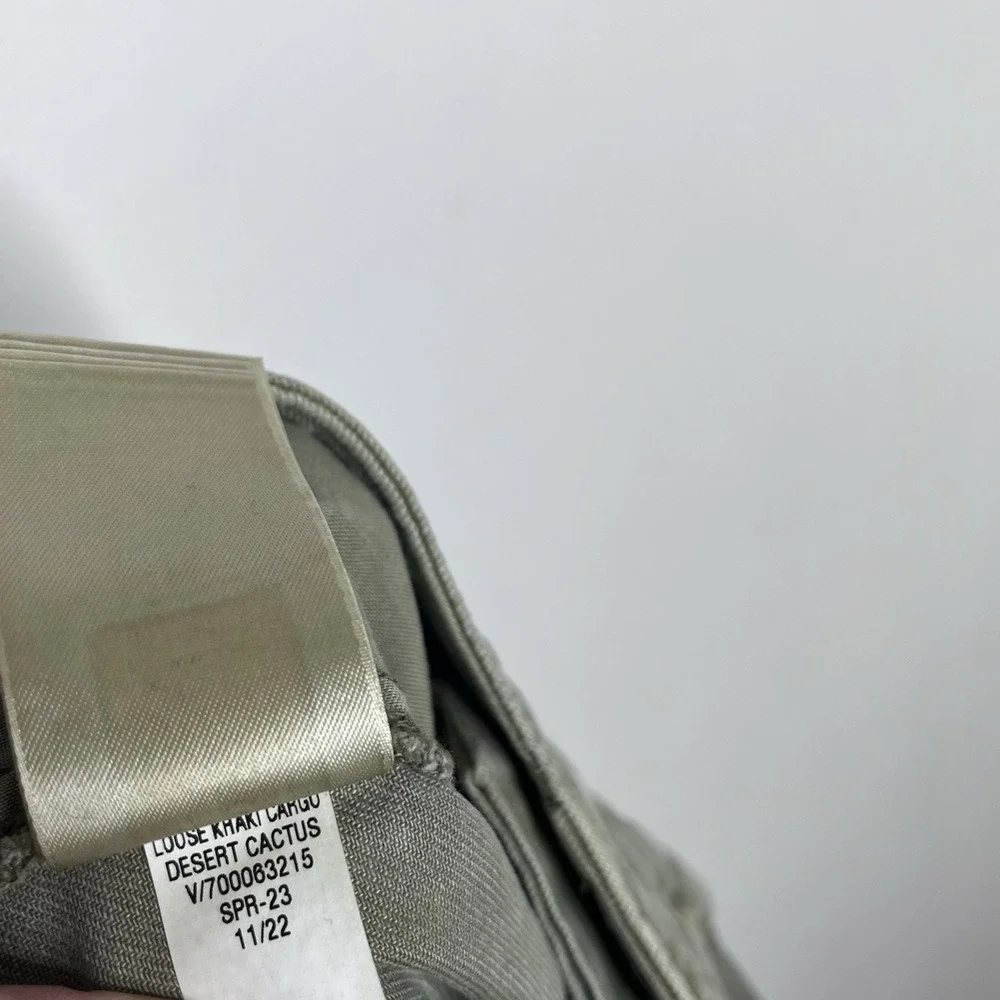 LOOSE KHAKI CARGO
DESERT CACTUS
V/700063215
SPR-23
11/22